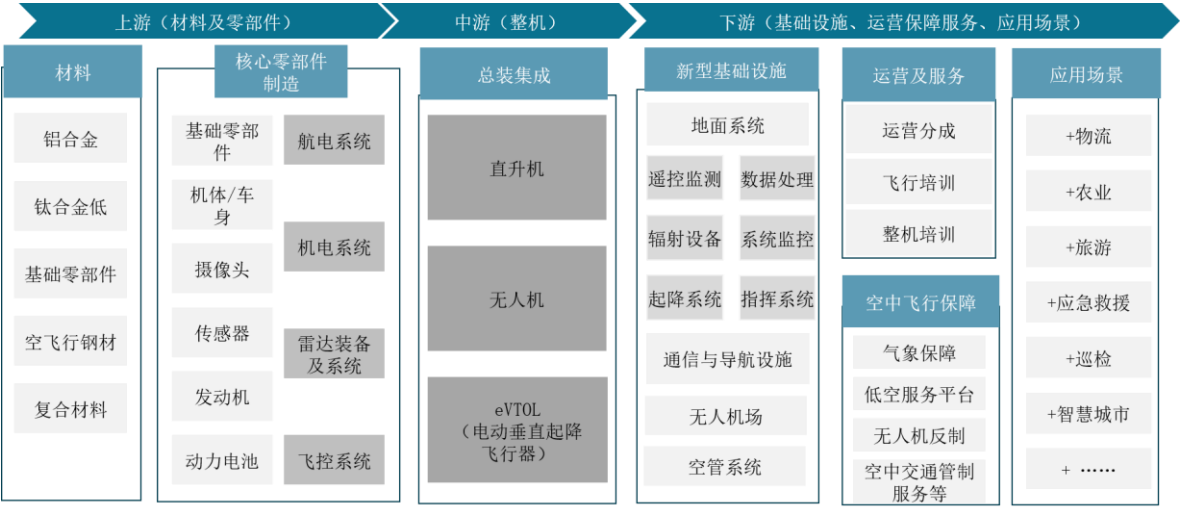 上游（材料及零部件）
中游（整机）
下游（基础设施、运营保障服务、应用场景）
材料
铝合金
钛合金低
基础零部件
空飞行钢材
复合材料
核心零部件
制造
基础零部
件
机体/车
身
摄像头
传感器
发动机
动力电池
航电系统
机电系统
雷达装备
及系统
飞控系统
总装集成
直升机
无人机
eVTOL
（电动垂直起降
飞行器）
新型基础设施
地面系统
遥控监测
数据处理
辐射设备
系统监控
起降系统
指挥系统
通信与导航设施
无人机场
空管系统
运营及服务
运营分成
飞行培训
整机培训
空中飞行保障
气象保障
低空服务平台
无人机反制
空中交通管制
服务等
应用场景
+物流
+农业
+旅游
+应急救援
+巡检
+智慧城市
+ ……